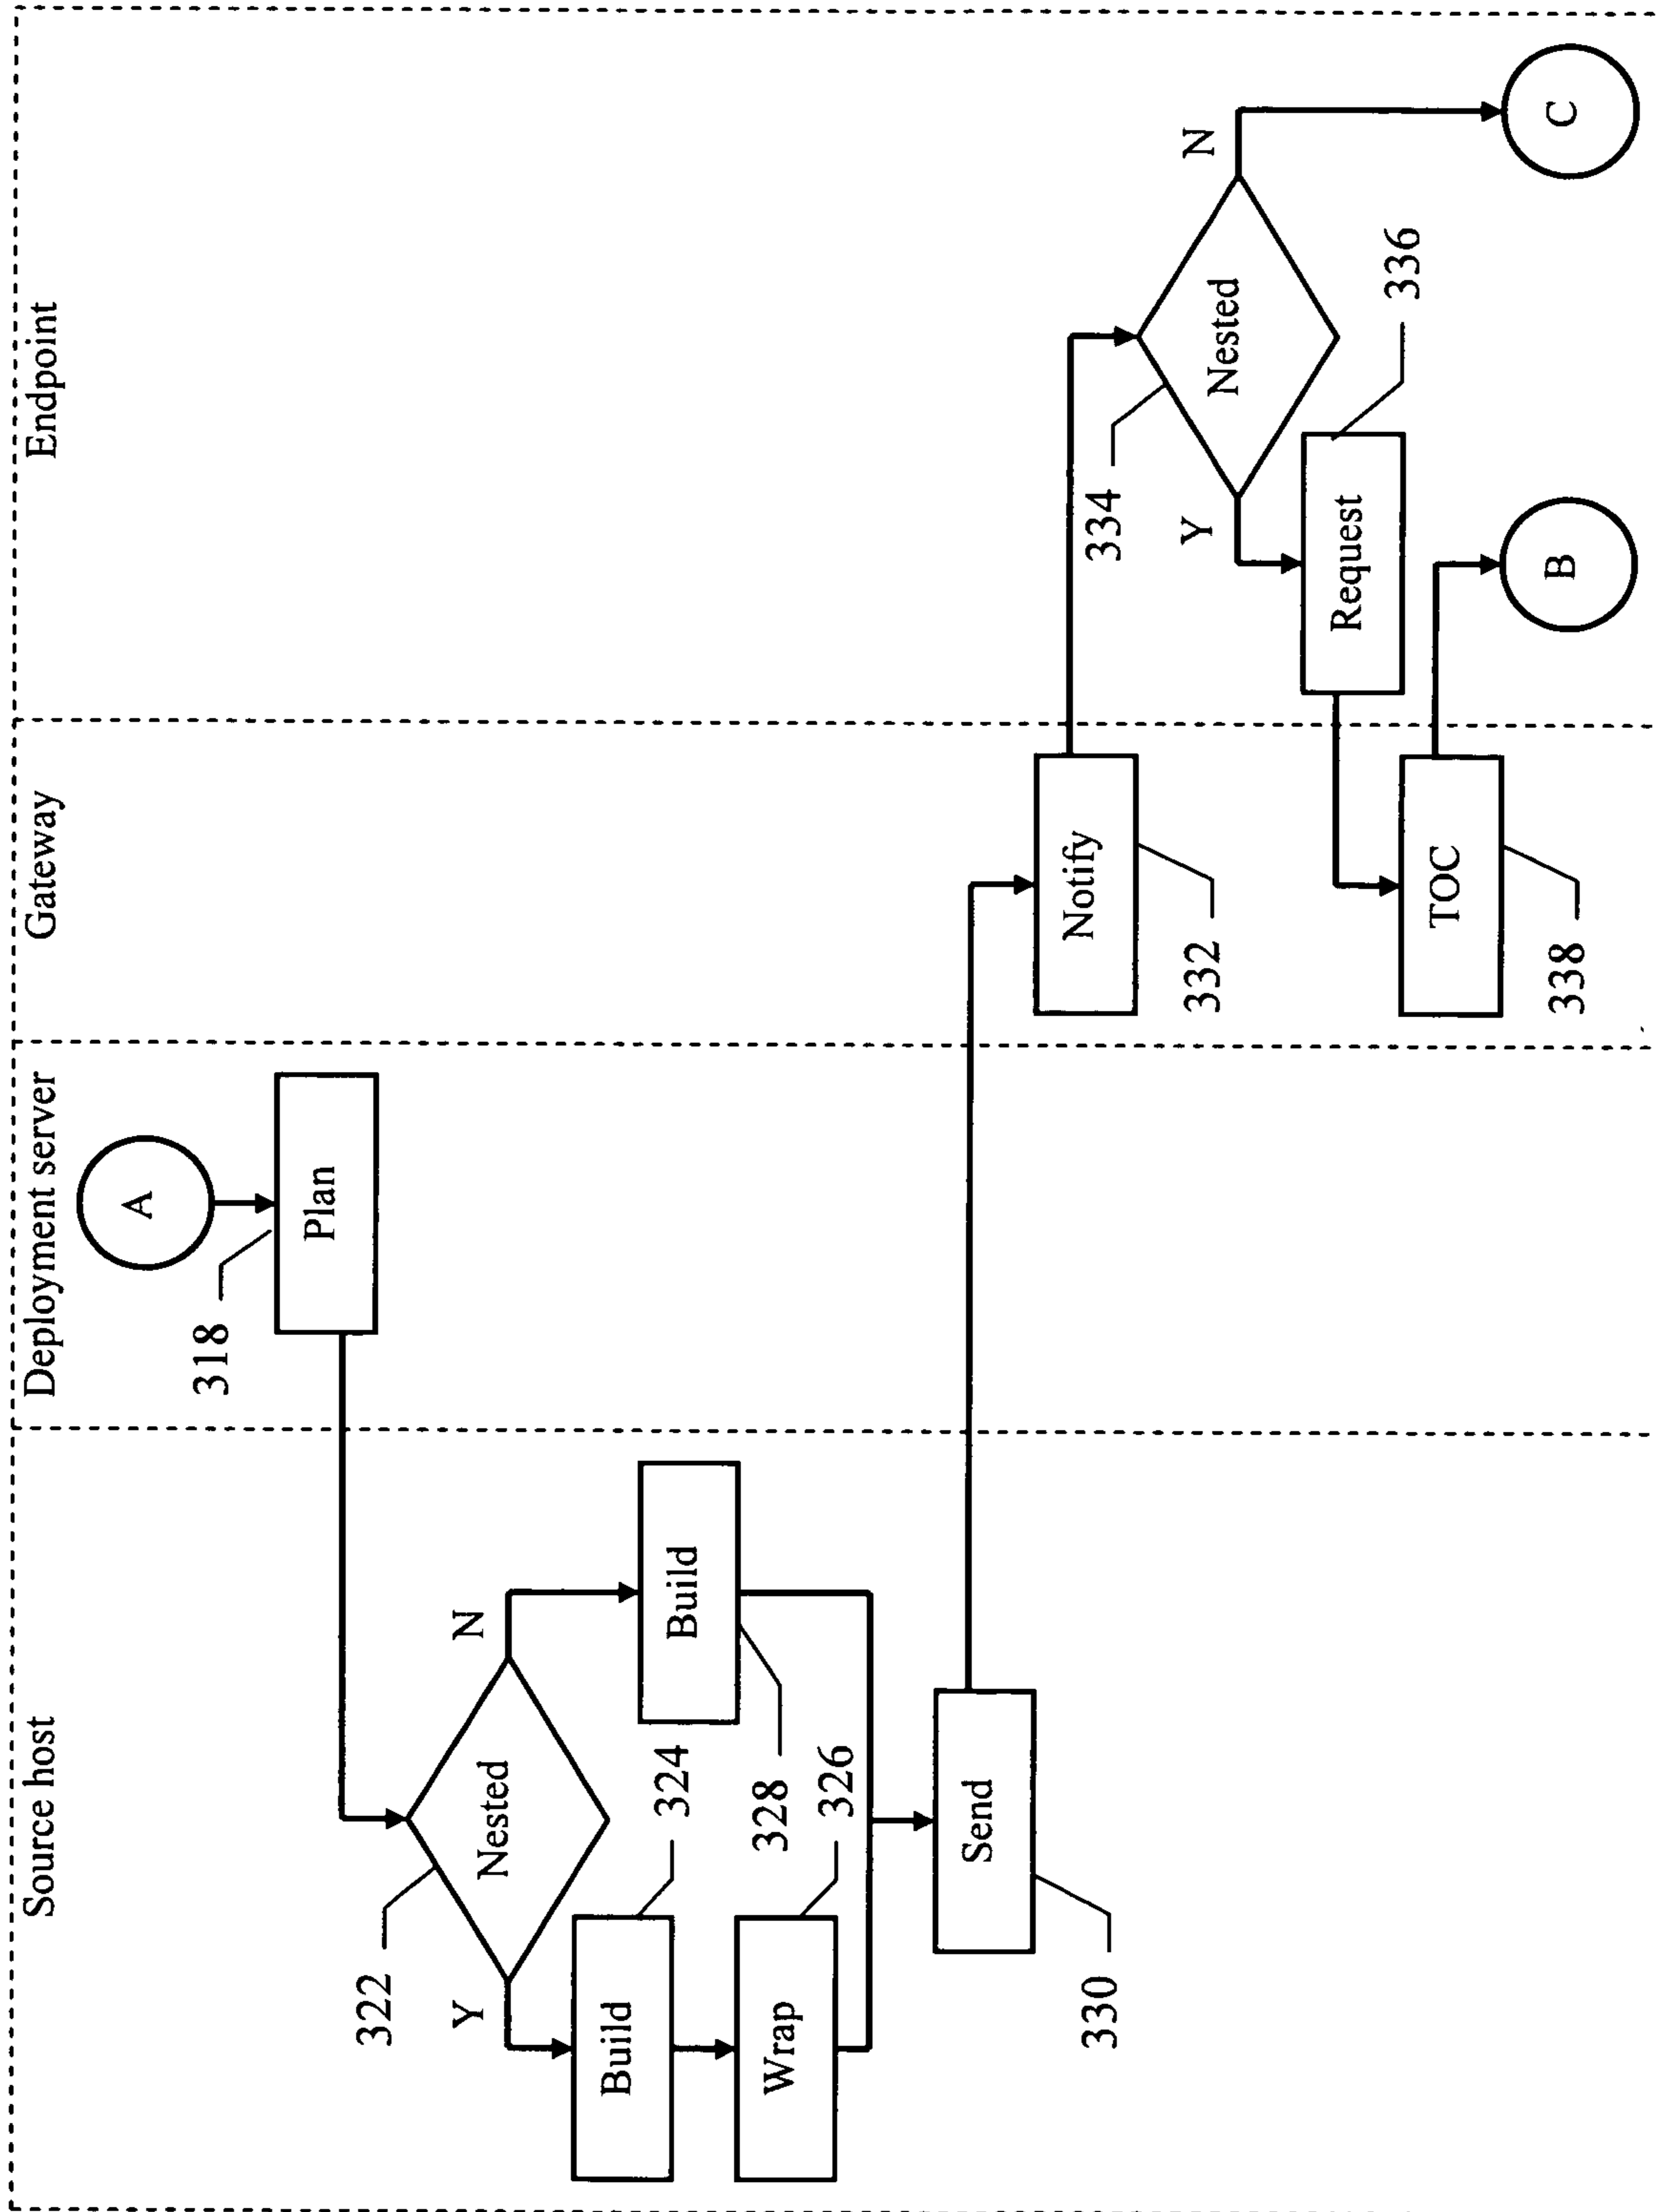 Source host
Deployment server
Gateway
Endpoint
A
318
Plan
322
Nested
Y
N
Build
324
Build
328
Wrap
326
Send
330
Notify
332
334
Nested
Y
N
Request
336
TOC
338
B
C